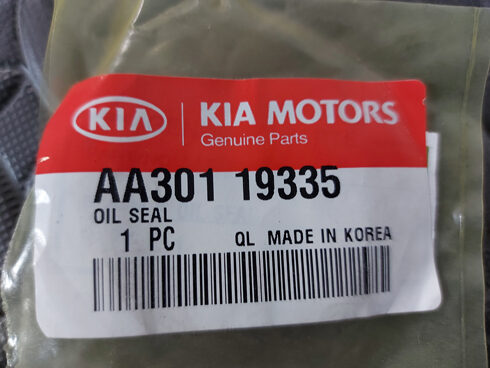 KIA
KIA MOTORS
Genuine Parts
AA301 19335
OIL SEAL
1 PC QL MADE IN KOREA